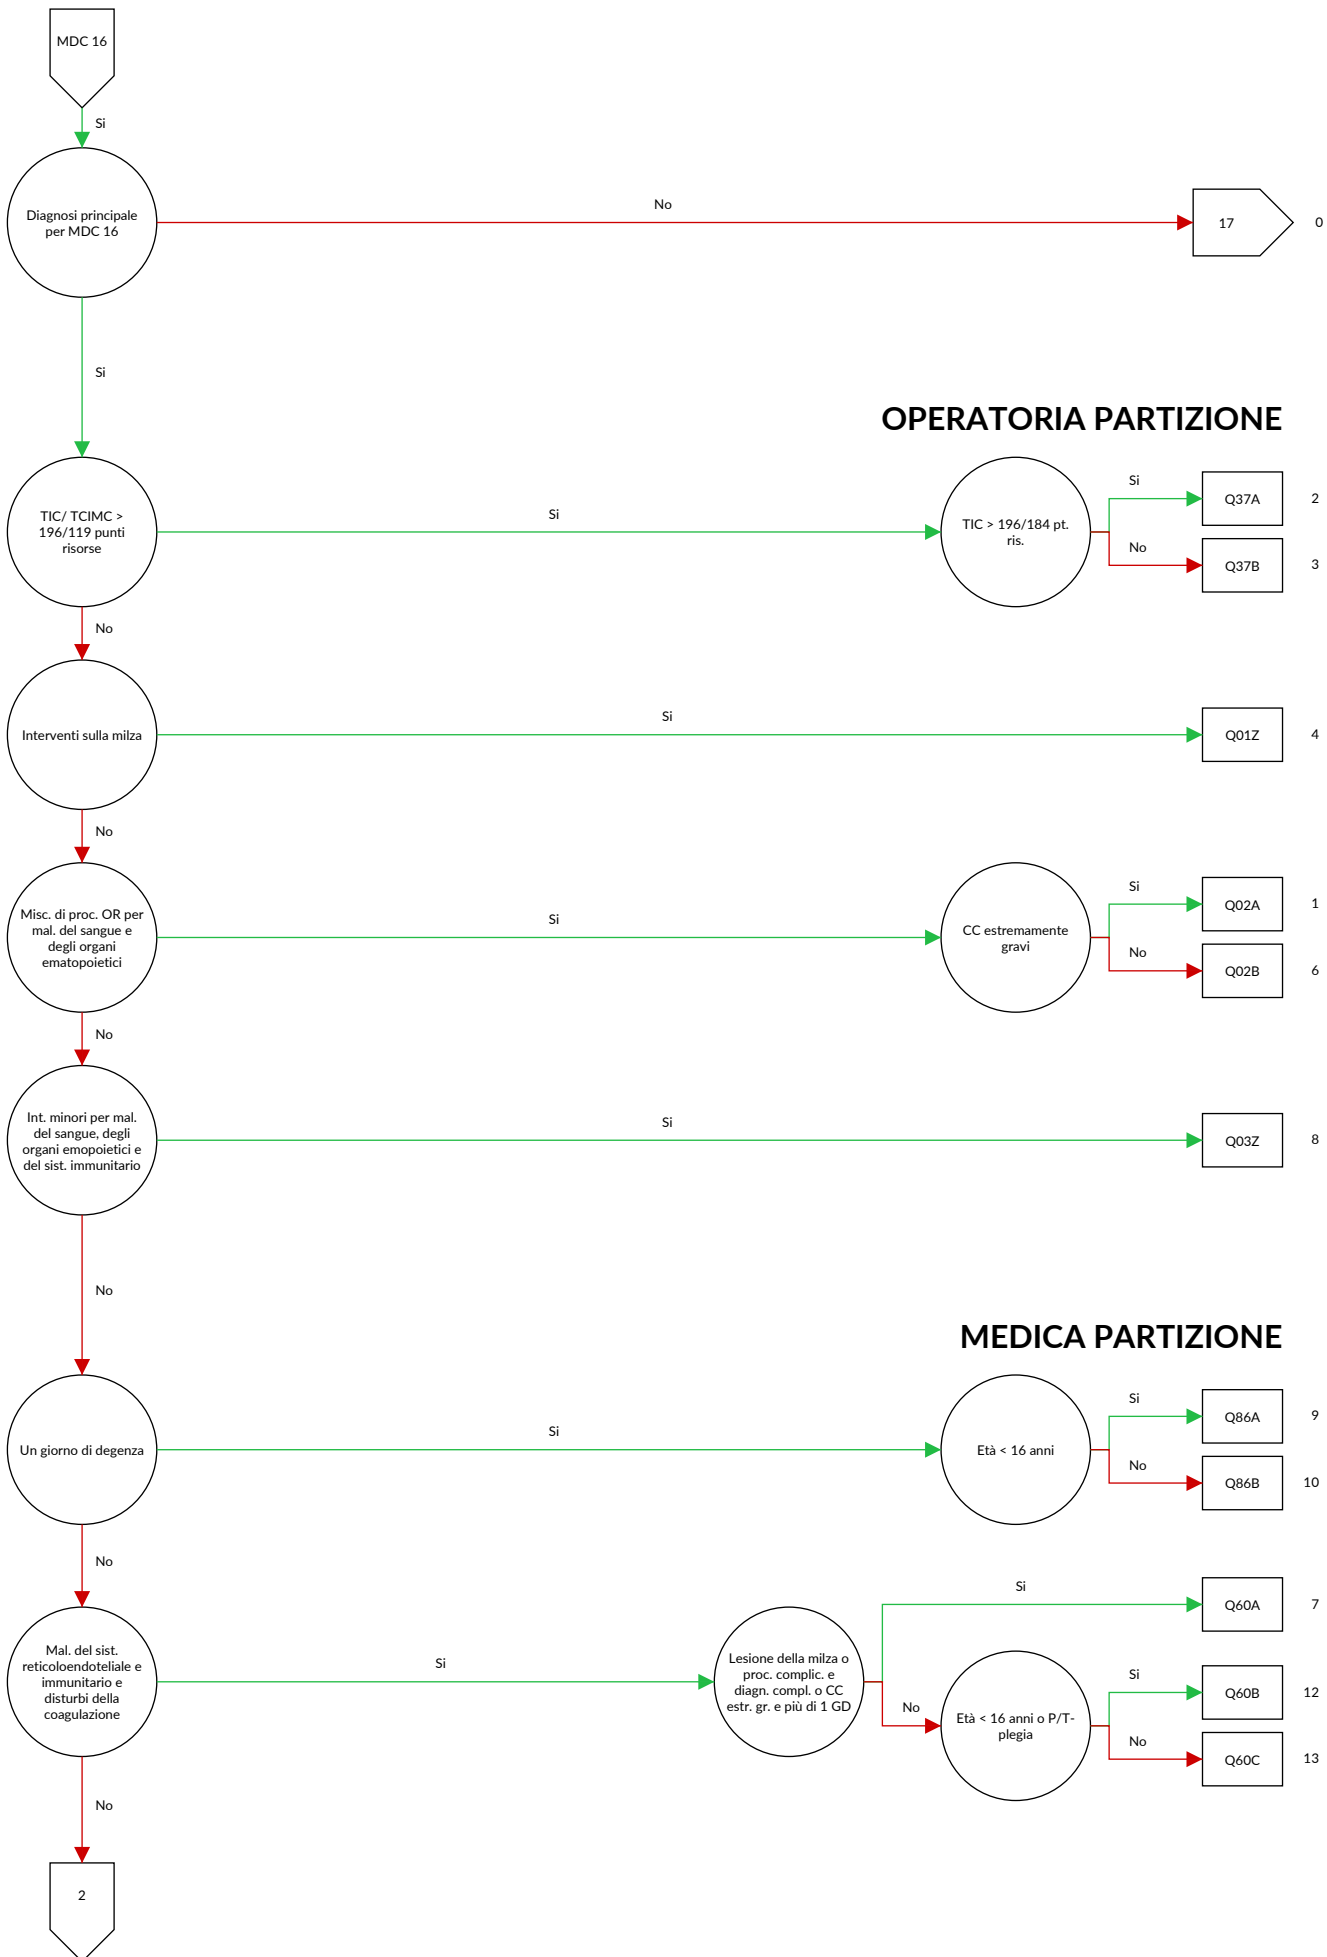 MDC 16
Si
Diagnosi principale
per MDC 16
No
17
0
Si
OPERATORIA PARTIZIONE
TIC/ TCIMC >
196/119 punti
risorse
Si
TIC > 196/184 pt.
ris.
Si
Q37A
2
No
Q37B
3
No
Interventi sulla milza
Si
Q01Z
4
No
Misc. di proc. OR per
mal. del sangue e
degli organi
ematopoietici
Si
CC estremamente
gravi
Si
Q02A
1
No
Q02B
6
No
Int. minori per mal.
del sangue, degli
organi emopoietici e
del sist. immunitario
Si
Q03Z
8
No
MEDICA PARTIZIONE
Un giorno di degenza
Si
Età < 16 anni
Si
Q86A
9
No
Q86B
10
No
Mal. del sist.
reticoloendoteliale e
immunitario e
disturbi della
coagulazione
Si
Lesione della milza o
proc. complic. e
diagn. compl. o CC
estr. gr. e più di 1 GD
Si
Q60A
7
No
Età < 16 anni o P/T-
plegia
Si
Q60B
12
No
Q60C
13
No
2